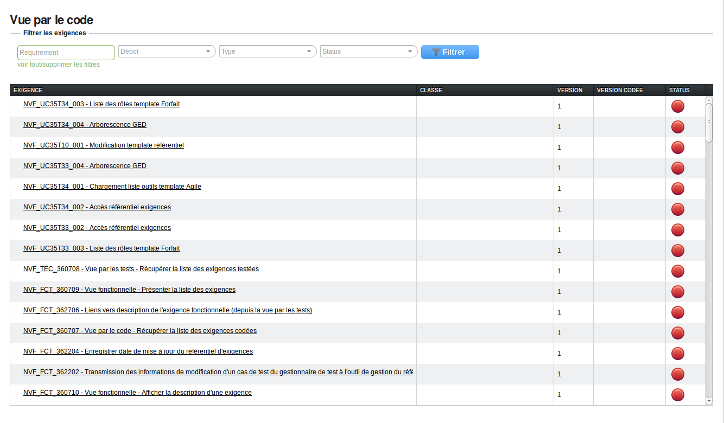 Vue par le code
Filtrer les exigences
Requirement Depot Type Status Filtrer
voir tout/supprimer les filtres
EXIGENCE CLASSE VERSION VERSION CODÉE STATUS
NVF_UC35T34_003 - Liste des rôles template Forfait 1
NVF_UC35T34_004 - Arborescence GED 1
NVF_UC35T10_001 - Modification template référentiel 1
NVF_UC35T33_004 - Arborescence GED 1
NVF_UC35T34_001 - Chargement liste outils template Agile 1
NVF_UC35T34_002 - Accès référentiel exigences 1
NVF_UC35T33_002 - Accès référentiel exigences 1
NVF_UC35T33_003 - Liste des rôles template Forfait 1
NVF_TEC_360708 - Vue par les tests - Récupérer la liste des exigences testées 1
NVF_FCT_360709 - Vue fonctionnelle - Présenter la liste des exigences 1
NVF_FCT_362706 - Liens vers description de l'exigence fonctionnelle (depuis la vue par les tests) 1
NVF_FCT_360707 - Vue par le code - Récupérer la liste des exigences codées 1
NVF_FCT_362204 - Enregistrer date de mise à jour du référentiel d'exigences 1
NVF_FCT_362202 - Transmission des informations de modification d'un cas de test du gestionnaire de test à l'outil de gestion du 1
NVF_FCT_360710 - Vue fonctionnelle - Afficher la description d'une exigence 1